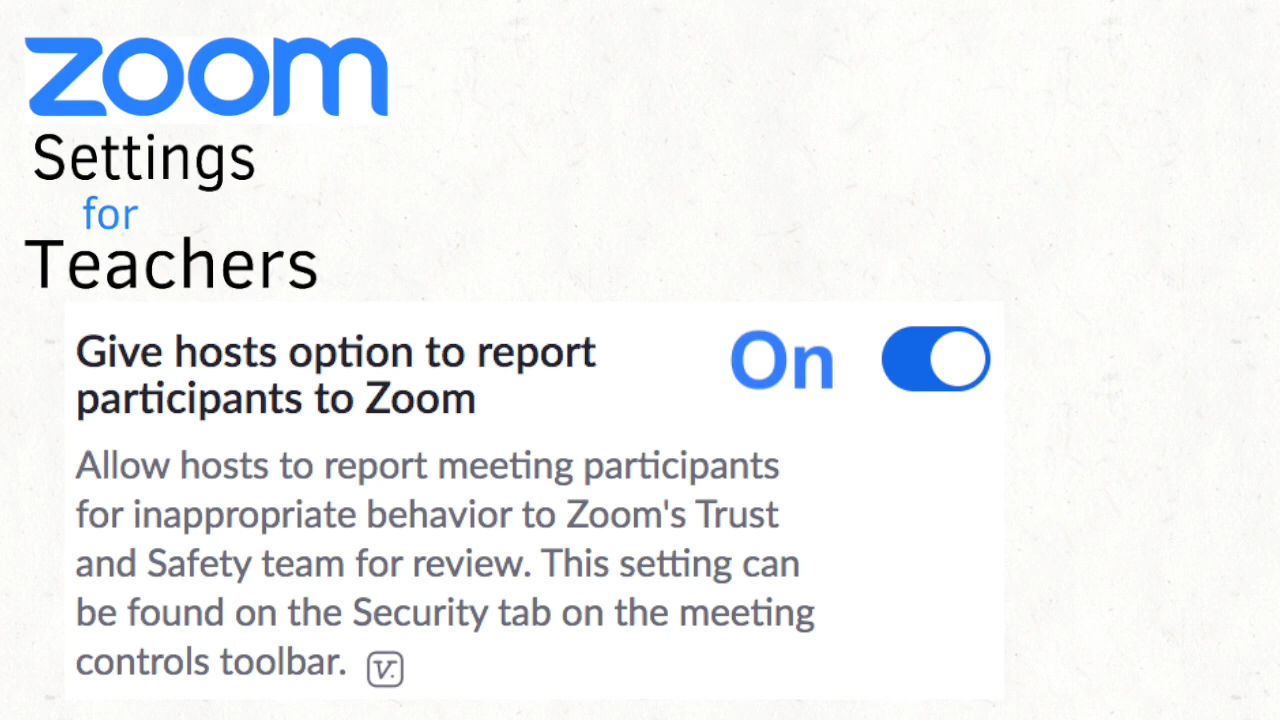 zoom
Settings
for
Teachers
Give hosts option to report
participants to Zoom
On
Allow hosts to report meeting participants
for inappropriate behavior to Zoom's Trust
and Safety team for review. This setting can
be found on the Security tab on the meeting
controls toolbar. V.